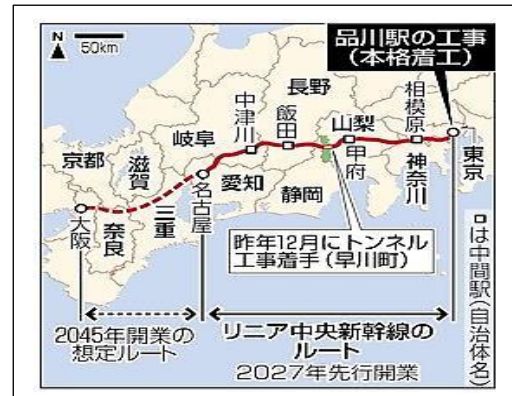 N
50km
品川駅の工事
(本格着工)
長野
相模原
中津川
飯田
山梨
岐阜
甲府
神奈川
東京
京都
滋賀
名古屋
愛知
静岡
大阪
奈良
三重
昨年12月にトンネル
工事着手(早川町)
□は中間駅(自治体名)
2045年開業の
想定ルート
リニア中央新幹線の
ルート
2027年先行開業